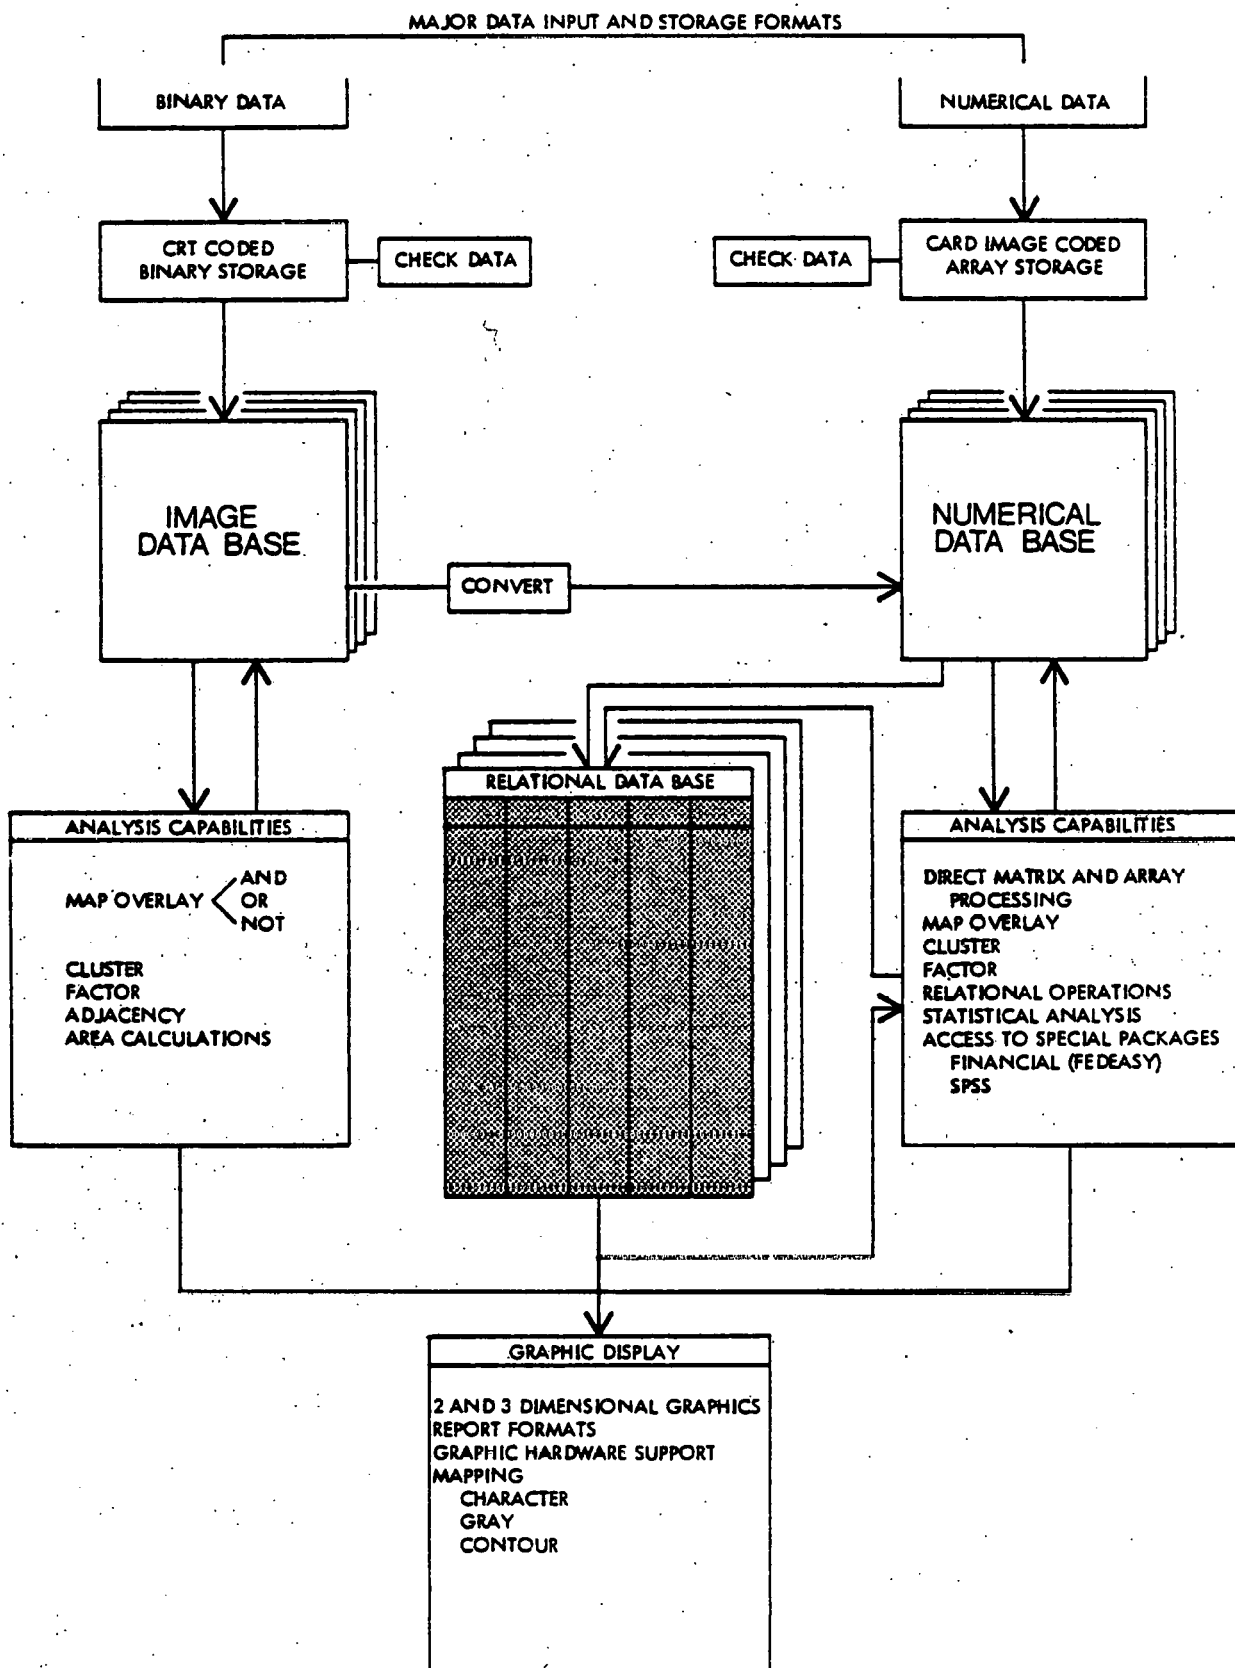 MAJOR DATA INPUT AND STORAGE FORMATS
BINARY DATA
NUMERICAL DATA
CRT CODED
BINARY STORAGE
CHECK DATA
CHECK DATA
CARD IMAGE CODED
ARRAY STORAGE
IMAGE
DATA BASE
NUMERICAL
DATA BASE
CONVERT
RELATIONAL DATA BASE
ANALYSIS CAPABILITIES
MAP OVERLAY
AND
OR
NOT
CLUSTER
FACTOR
ADJACENCY
AREA CALCULATIONS
ANALYSIS CAPABILITIES
DIRECT MATRIX AND ARRAY
PROCESSING
MAP OVERLAY
CLUSTER
FACTOR
RELATIONAL OPERATIONS
STATISTICAL ANALYSIS
ACCESS TO SPECIAL PACKAGES
FINANCIAL (FEDEASY)
SPSS
GRAPHIC DISPLAY
2 AND 3 DIMENSIONAL GRAPHICS
REPORT FORMATS
GRAPHIC HARDWARE SUPPORT
MAPPING
CHARACTER
GRAY
CONTOUR